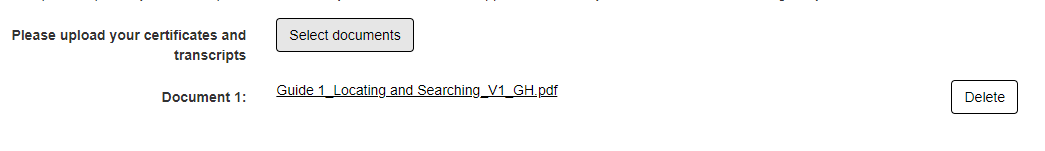 Please upload your certificates and
transcripts
Select documents
Document 1:
Guide 1_Locating and Searching_V1_GH.pdf
Delete